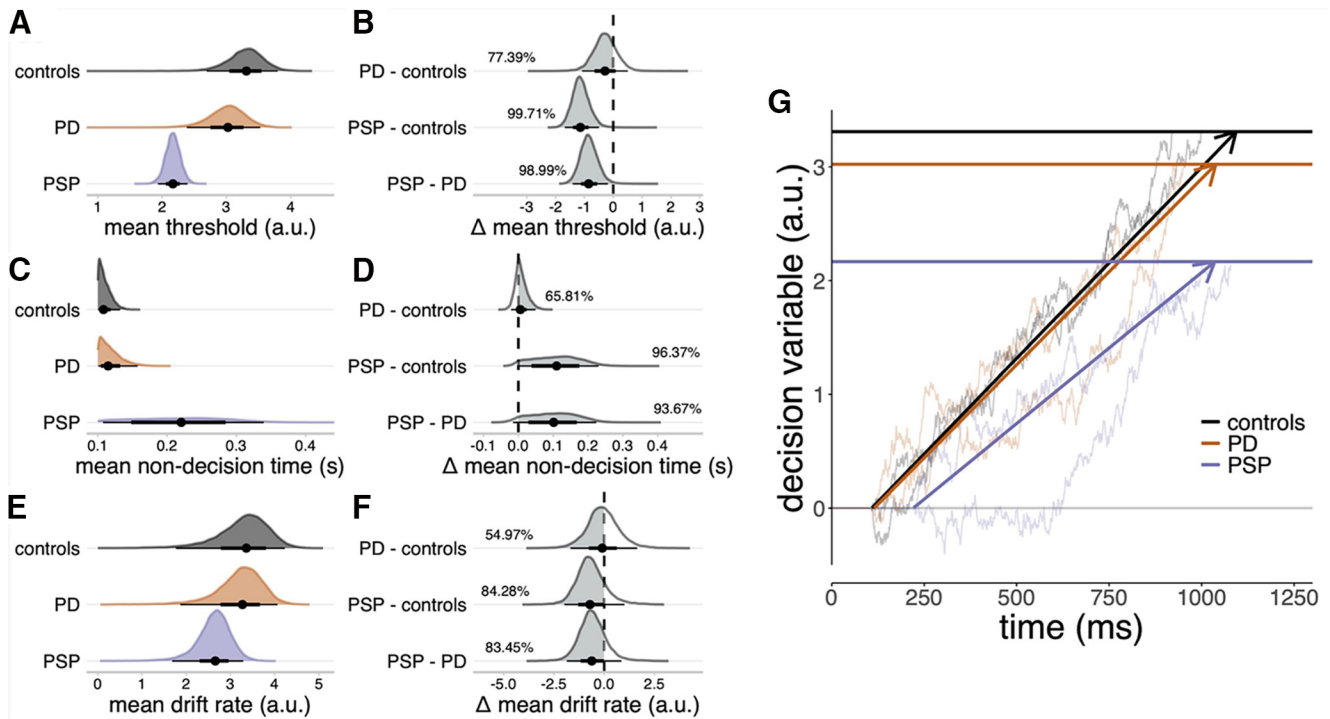 A
controls
PD
PSP
1 2 3 4
mean threshold (a.u.)
B
77.39%
PD - controls
99.71%
PSP - controls
98.99%
PSP - PD
-3 -2 -1 0 1 2 3
Δ mean threshold (a.u.)
C
controls
PD
PSP
0.1 0.2 0.3 0.4
mean non-decision time (s)
D
65.81%
PD - controls
96.37%
PSP - controls
93.67%
PSP - PD
-0.1 0.0 0.1 0.2 0.3 0.4
Δ mean non-decision time (s)
E
controls
PD
PSP
0 1 2 3 4 5
mean drift rate (a.u.)
F
54.97%
PD - controls
84.28%
PSP - controls
83.45%
PSP - PD
-5.0 -2.5 0.0 2.5
Δ mean drift rate (a.u.)
G
decision variable (a.u.)
3
2
1
0
controls
PD
PSP
0 250 500 750 1000 1250
time (ms)